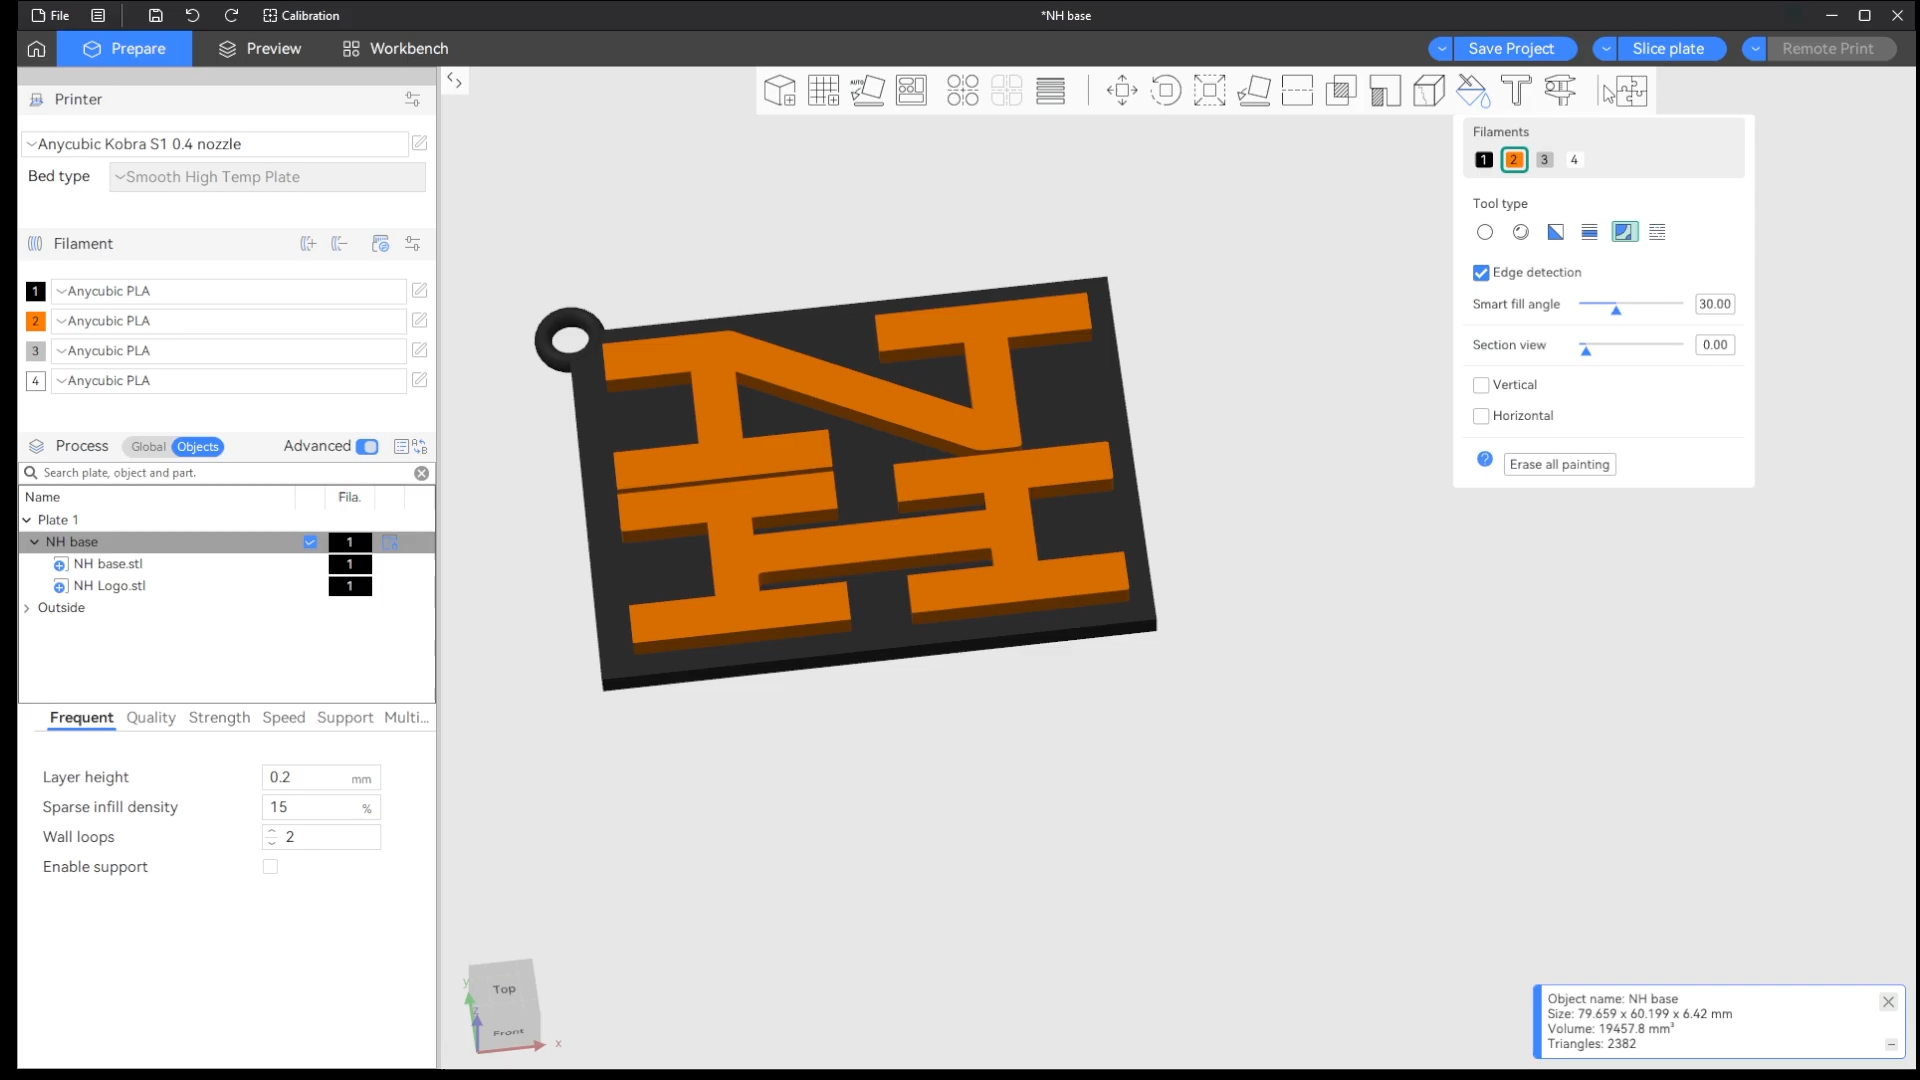 File
Calibration
*NH base
Prepare
Preview
Workbench
Save Project
Slice plate
Remote Print
Printer
Anycubic Kobra S1 0.4 nozzle
Bed type
Smooth High Temp Plate
Filament
1 Anycubic PLA
2 Anycubic PLA
3 Anycubic PLA
4 Anycubic PLA
Process Global Objects Advanced
Search plate, object and part.
Name Fila.
Plate 1
NH base 1
NH base.stl 1
NH Logo.stl 1
Outside
Frequent Quality Strength Speed Support Multi...
Layer height 0.2 mm
Sparse infill density 15 %
Wall loops 2
Enable support
AUTO
Filaments
1 2 3 4
Tool type
Edge detection
Smart fill angle 30.00
Section view 0.00
Vertical
Horizontal
? Erase all painting
N
H
Top
Front
y
z
x
Object name: NH base
Size: 79.659 x 60.199 x 6.42 mm
Volume: 19457.8 mm³
Triangles: 2382